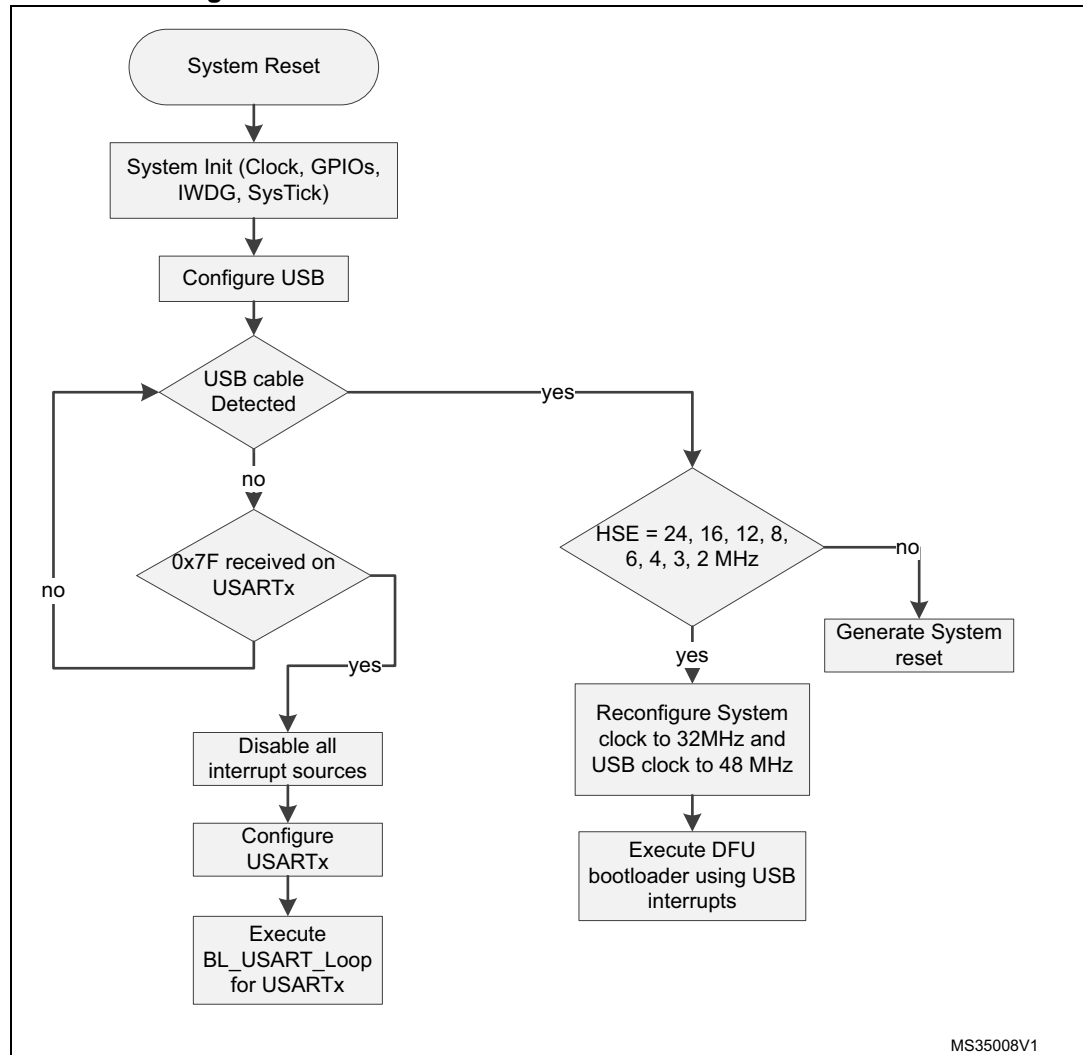 System Reset
System Init (Clock, GPIOs,
IWDG, SysTick)
Configure USB
USB cable
Detected
yes
no
0x7F received on
USARTx
no
yes
HSE = 24, 16, 12, 8,
6, 4, 3, 2 MHz
no
Generate System
reset
yes
Reconfigure System
clock to 32MHz and
USB clock to 48 MHz
Disable all
interrupt sources
Configure
USARTx
Execute DFU
bootloader using USB
interrupts
Execute
BL_USART_Loop
for USARTx
MS35008V1